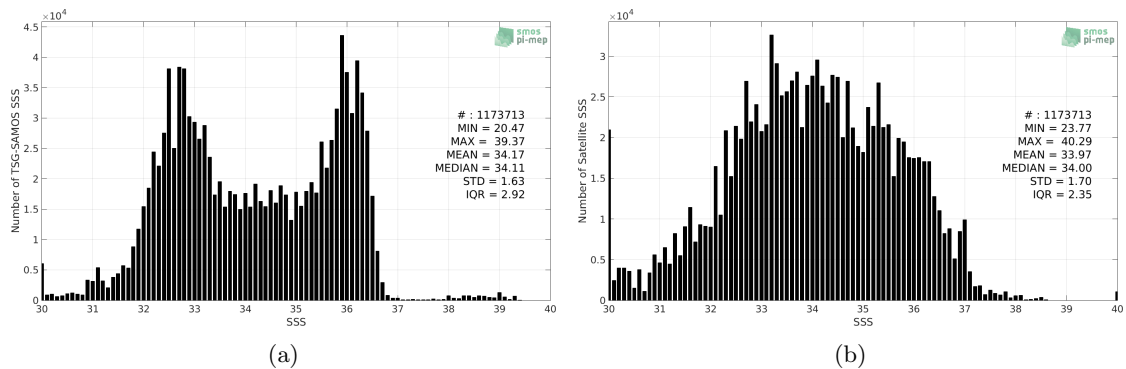 ×10⁴
4.5
4
3.5
3
2.5
2
1.5
1
0.5
0
Number of TSG-SAMOS SSS
smos
pi-mep
# : 1173713
MIN = 20.47
MAX = 39.37
MEAN = 34.17
MEDIAN = 34.11
STD = 1.63
IQR = 2.92
30 31 32 33 34 35 36 37 38 39 40
SSS
(a)
×10⁴
3
2.5
2
1.5
1
0.5
0
Number of Satellite SSS
smos
pi-mep
# : 1173713
MIN = 23.77
MAX = 40.29
MEAN = 33.97
MEDIAN = 34.00
STD = 1.70
IQR = 2.35
30 31 32 33 34 35 36 37 38 39 40
SSS
(b)